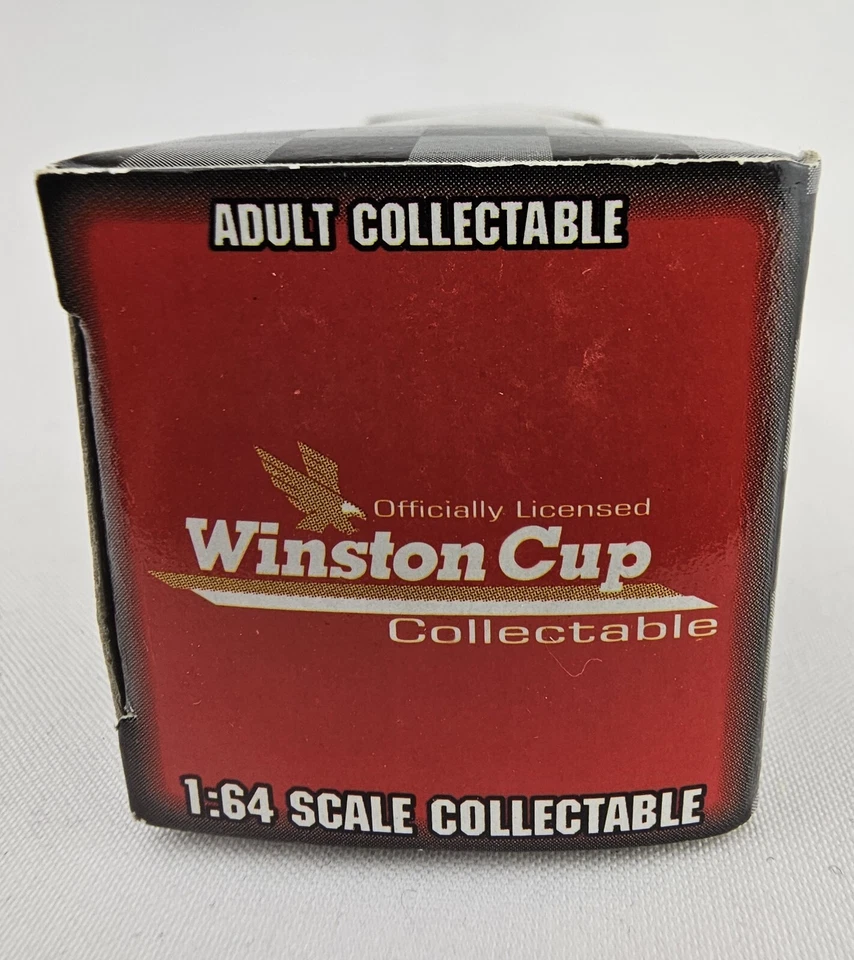 ADULT COLLECTABLE
Officially Licensed
Winston Cup
Collectable
1:64 SCALE COLLECTABLE